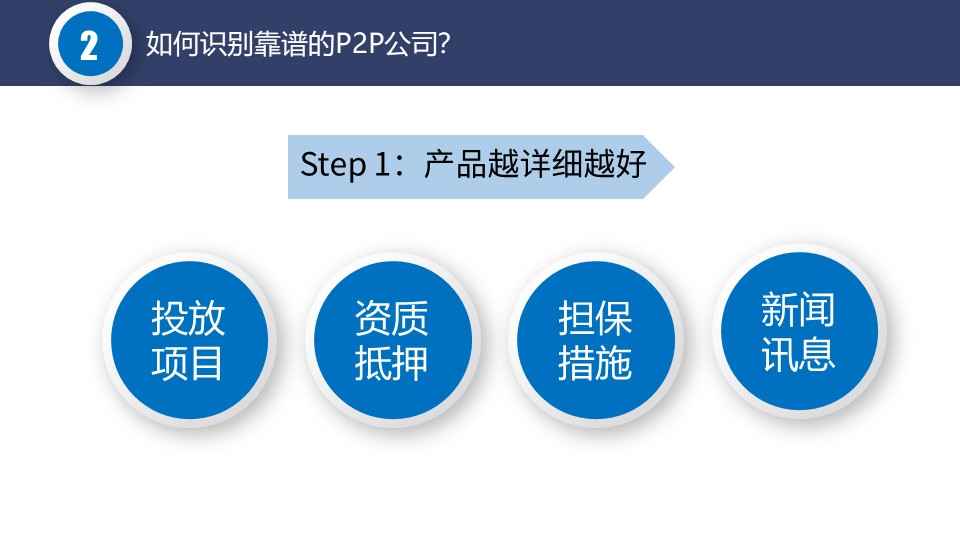 2
如何识别靠谱的P2P公司?
Step 1：产品越详细越好
投放
项目
资质
抵押
担保
措施
新闻
讯息